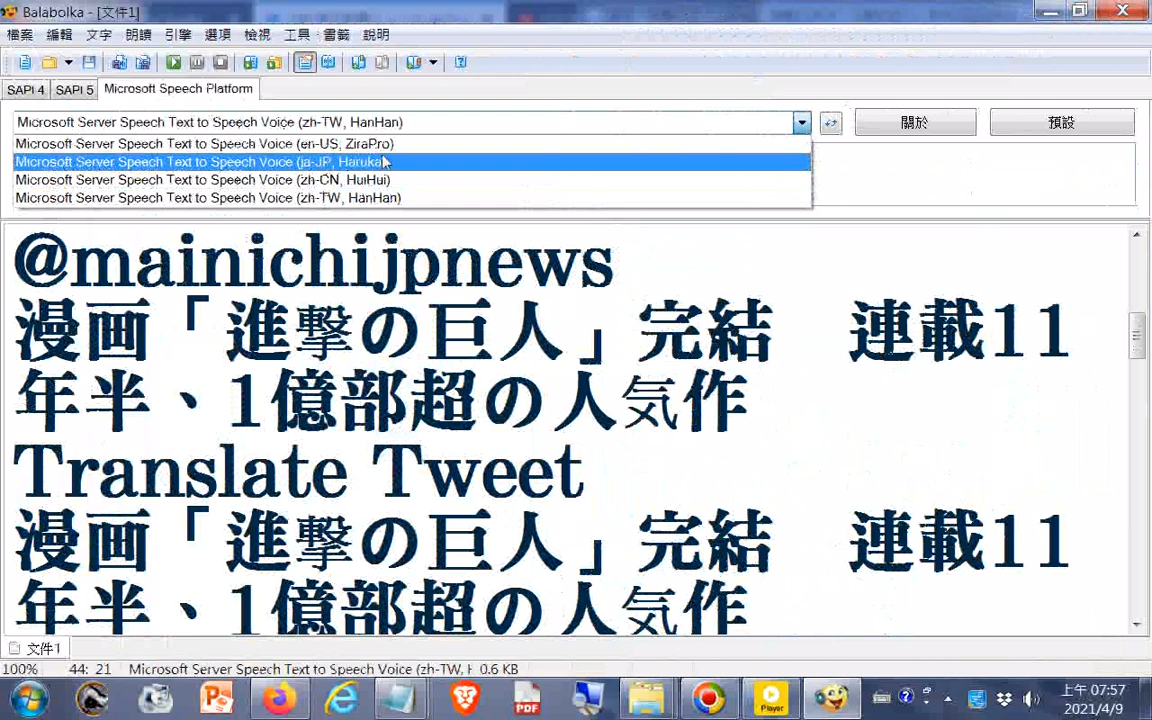 Balabolka - [文件1]
檔案 編輯 文字 朗讀 引擎 選項 檢視 工具 書籤 說明
SAPI 4 SAPI 5 Microsoft Speech Platform
Microsoft Server Speech Text to Speech Voice (zh-TW, HanHan) 關於 預設
Microsoft Server Speech Text to Speech Voice (en-US, ZiraPro)
Microsoft Server Speech Text to Speech Voice (ja-JP, Haruka)
Microsoft Server Speech Text to Speech Voice (zh-CN, HuiHui)
Microsoft Server Speech Text to Speech Voice (zh-TW, HanHan)
@mainichijpnews
漫画「進撃の巨人」完結　連載11
年半、1億部超の人気作
Translate Tweet
漫画「進撃の巨人」完結　連載11
年半、1億部超の人気作
文件1
100% 44: 21 Microsoft Server Speech Text to Speech Voice (zh-TW, H 0.6 KB
PDF
Player
上午 07:57
2021/4/9